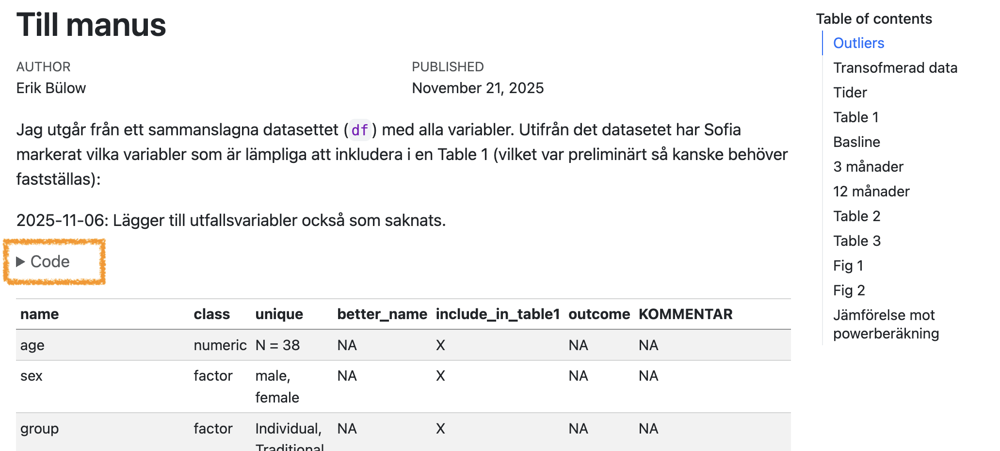 Till manus
AUTHOR
Erik Bülow
PUBLISHED
November 21, 2025
Jag utgår från ett sammanslagna datasettet (df) med alla variabler. Utifrån det datasetet har Sofia
markerat vilka variabler som är lämpliga att inkludera i en Table 1 (vilket var preliminärt så kanske behöver
fastställas):
2025-11-06: Lägger till utfallsvariabler också som saknats.
Code
name class unique better_name include_in_table1 outcome KOMMENTAR
age numeric N = 38 NA X NA NA
sex factor male, NA X NA NA
female
group factor Individual, NA X NA NA
Traditional
Table of contents
Outliers
Transofmerad data
Tider
Table 1
Basline
3 månader
12 månader
Table 2
Table 3
Fig 1
Fig 2
Jämförelse mot
powerberäkning